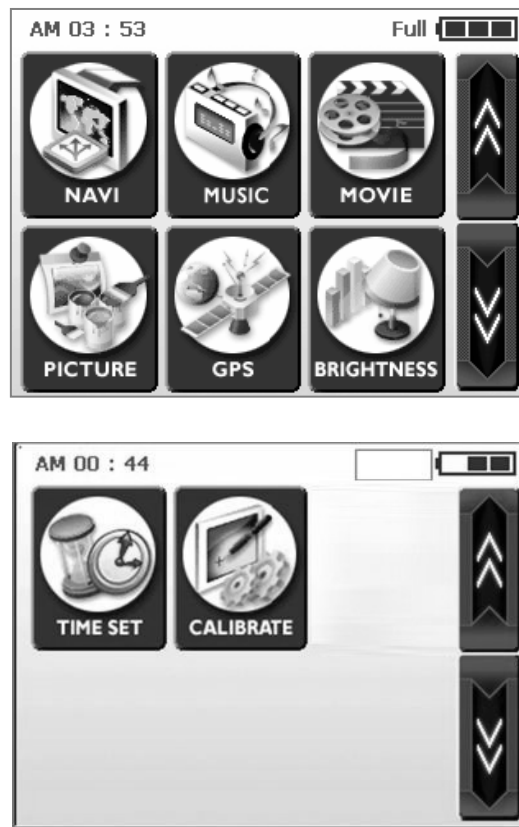 AM 03 : 53 Full
NAVI MUSIC MOVIE
PICTURE GPS BRIGHTNESS
AM 00 : 44
TIME SET CALIBRATE